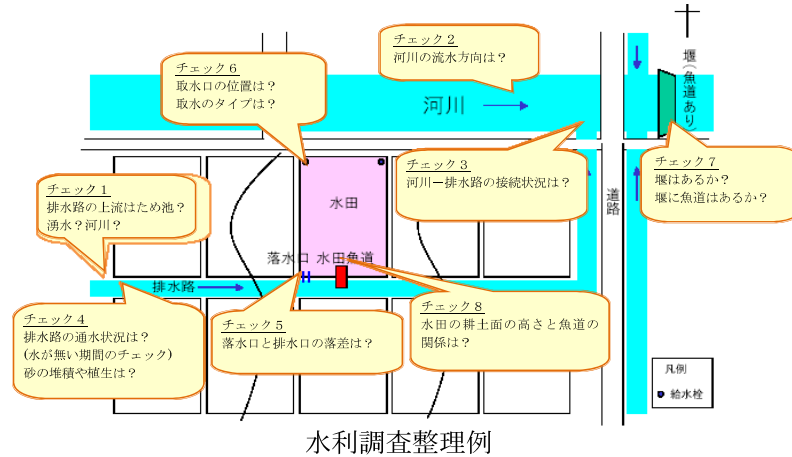 チェック2
河川の流水方向は？
チェック6
取水口の位置は？
取水のタイプは？
河川
堰(魚道あり)
チェック3
河川ー排水路の接続状況は？
チェック7
堰はあるか？
堰に魚道はあるか？
チェック1
排水路の上流はため池？
湧水？河川？
水田
道路
落水口 水田魚道
排水路
チェック4
排水路の通水状況は？
(水が無い期間のチェック)
砂の堆積や植生は？
チェック5
落水口と排水口の落差は？
チェック8
水田の耕土面の高さと魚道の
関係は？
凡例
給水栓
水利調査整理例